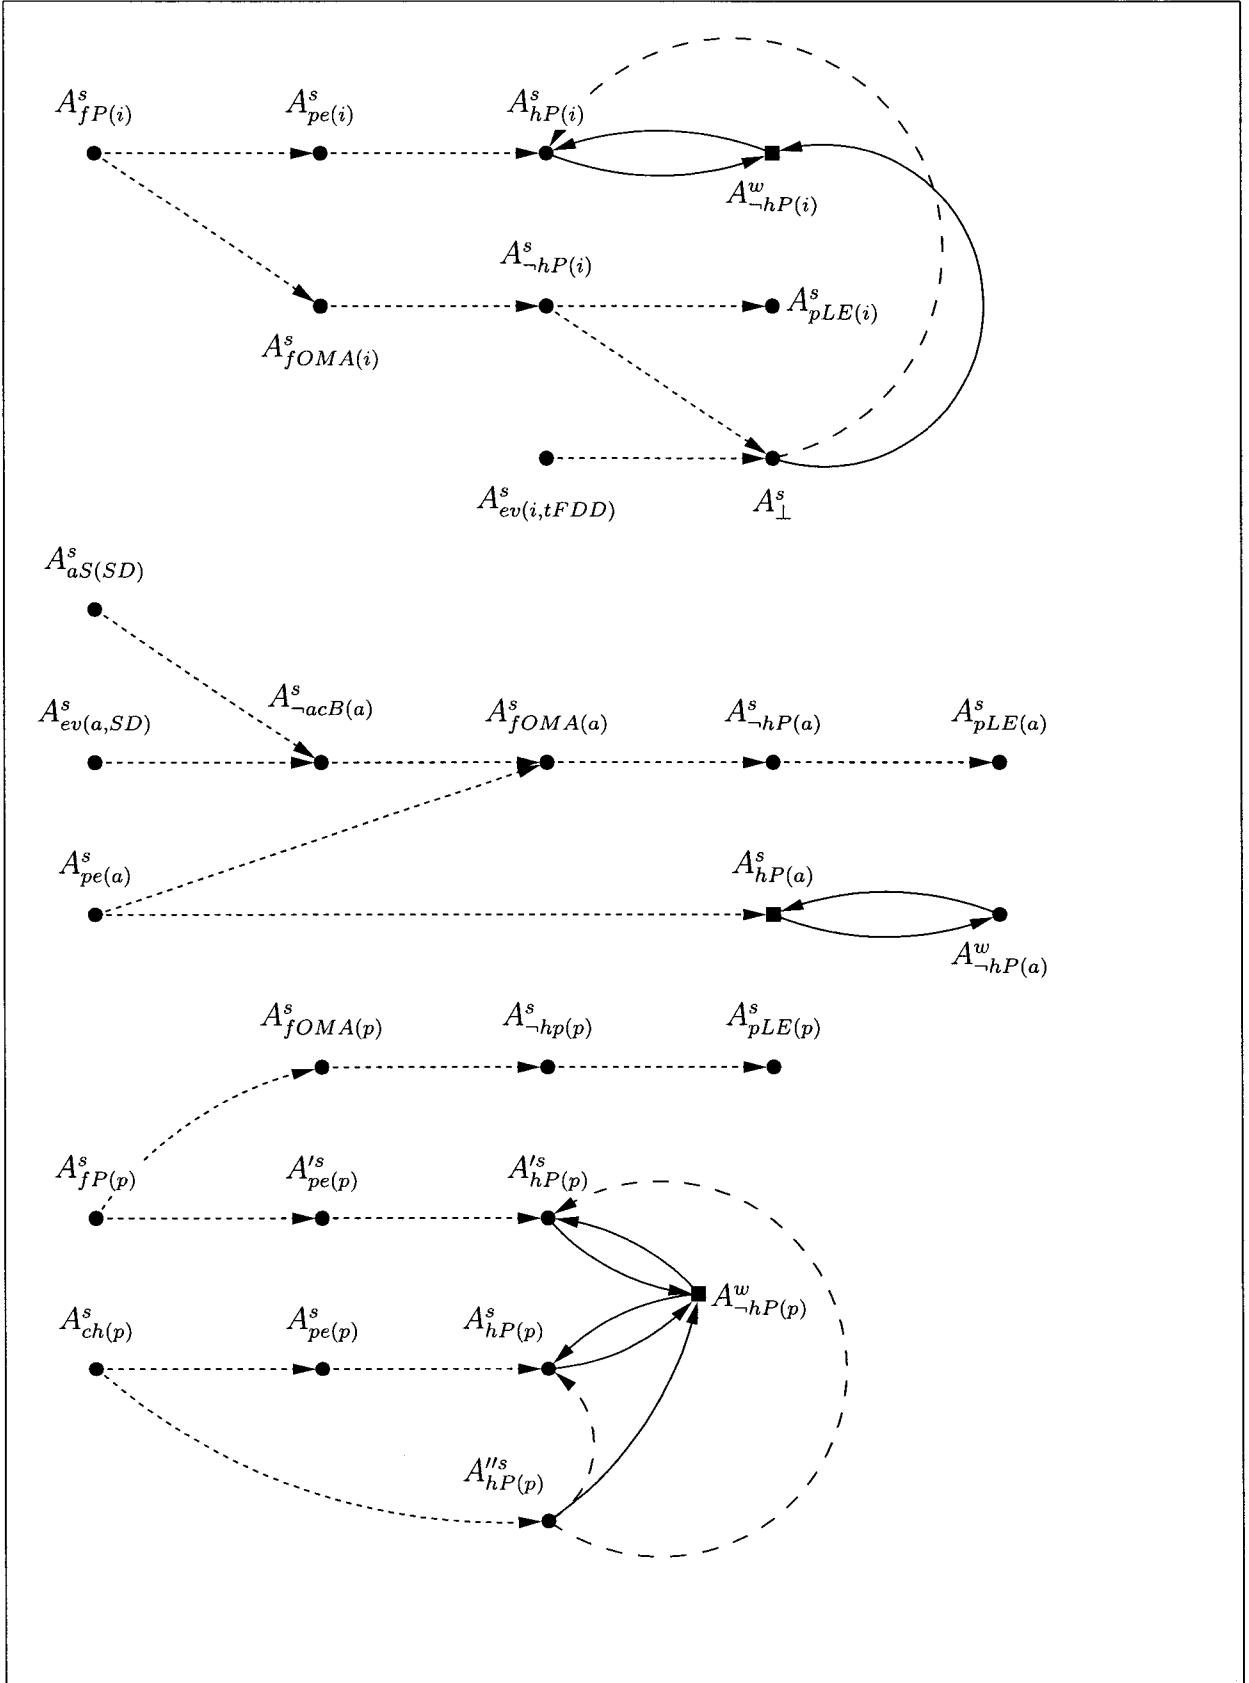 A^s_{fP(i)} A^s_{pe(i)} A^s_{hP(i)}
A^w_{¬hP(i)}
A^s_{¬hP(i)}
A^s_{pLE(i)}
A^s_{fOMA(i)}
A^s_{ev(i,tFDD)} A^s_⊥
A^s_{aS(SD)}
A^s_{ev(a,SD)} A^s_{¬acB(a)} A^s_{fOMA(a)} A^s_{¬hP(a)} A^s_{pLE(a)}
A^s_{pe(a)} A^s_{hP(a)}
A^w_{¬hP(a)}
A^s_{fOMA(p)} A^s_{¬hp(p)} A^s_{pLE(p)}
A^s_{fP(p)} A'^s_{pe(p)} A'^s_{hP(p)}
A^w_{¬hP(p)}
A^s_{ch(p)} A^s_{pe(p)} A^s_{hP(p)}
A''^s_{hP(p)}